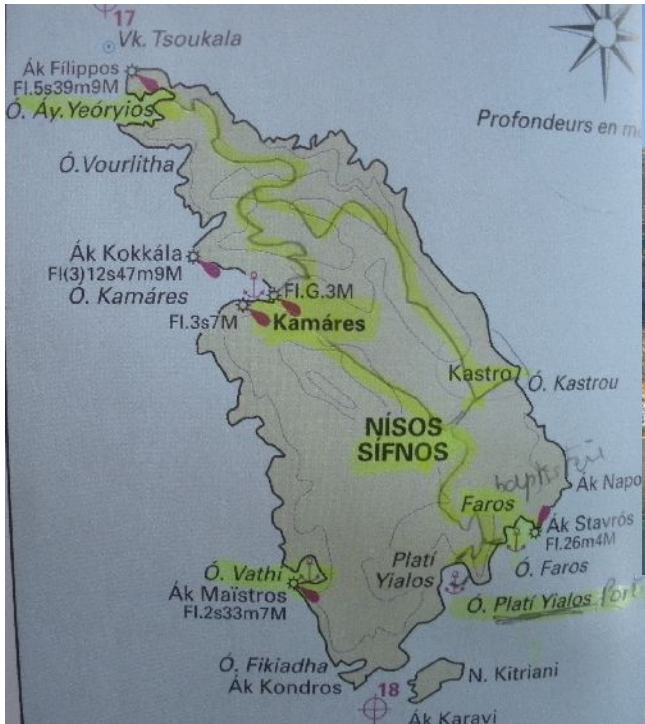 17
Vk. Tsoukala
Ák Fílippos
Fl.5s39m9M
Ó. Áy.Yeóryios
Profondeurs en
Ó.Vourlitha
Ák Kokkála
Fl(3)12s47m9M
Ó. Kamáres
Fl.G.3M
Fl.3s7M
Kamáres
Kastro
Ó. Kastrou
NÍSOS
SÍFNOS
Faros
Ák Napo
Ák Stavrós
Fl.26m4M
Platí
Yialos
Ó. Faros
Ó. Vathi
Ák Maïstros
Fl.2s33m7M
Ó. Platí Yialos Port
Ó. Fikiadha
Ák Kondros
N. Kitriani
18
Ák Karavi